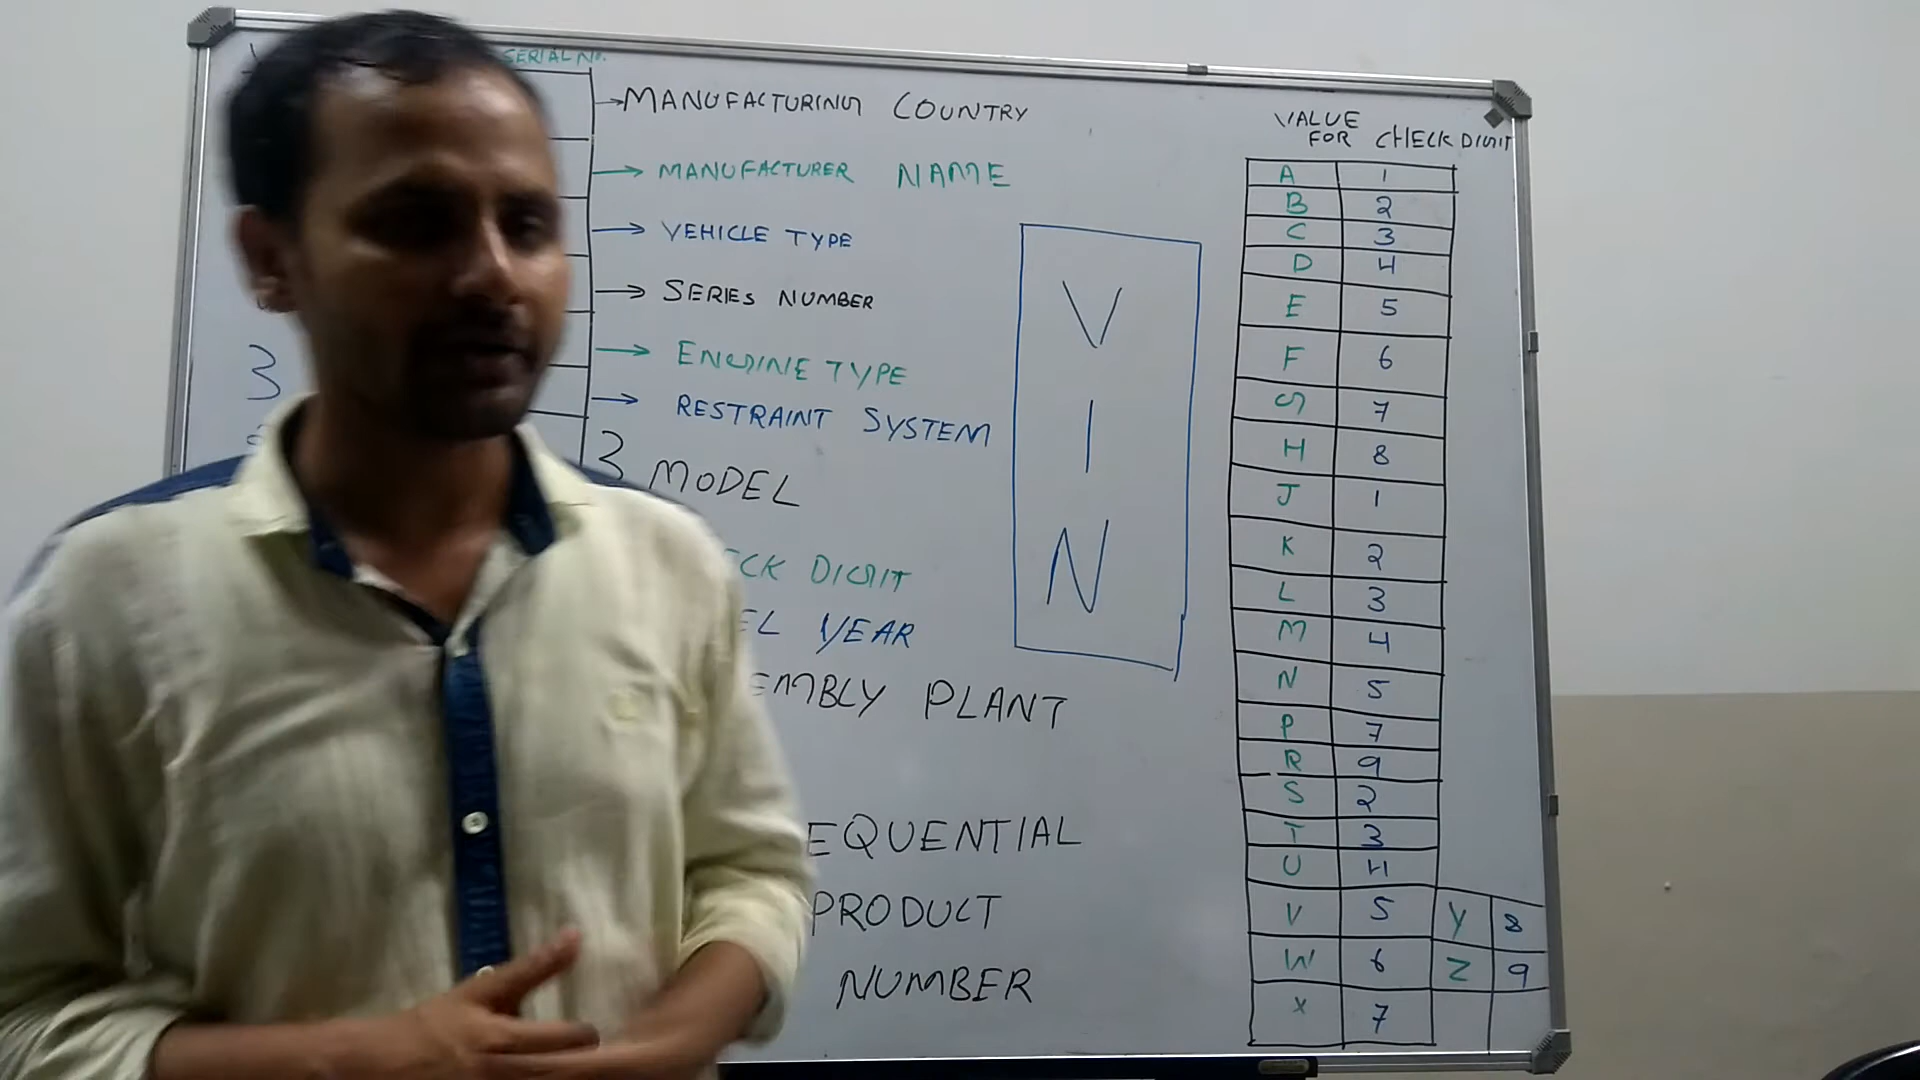 SERIAL No.
MANUFACTURING COUNTRY
MANUFACTURER NAME
VEHICLE TYPE
SERIES NUMBER
ENGINE TYPE
RESTRAINT SYSTEM
3
3 MODEL
CK DIGIT
EL YEAR
EMBLY PLANT
EQUENTIAL
PRODUCT
NUMBER
V
I
N
VALUE
FOR CHECK DIGIT
A 1
B 2
C 3
D 4
E 5
F 6
G 7
H 8
J 1
K 2
L 3
M 4
N 5
P 7
R 9
S 2
T 3
U 4
V 5 Y 8
W 6 Z 9
X 7